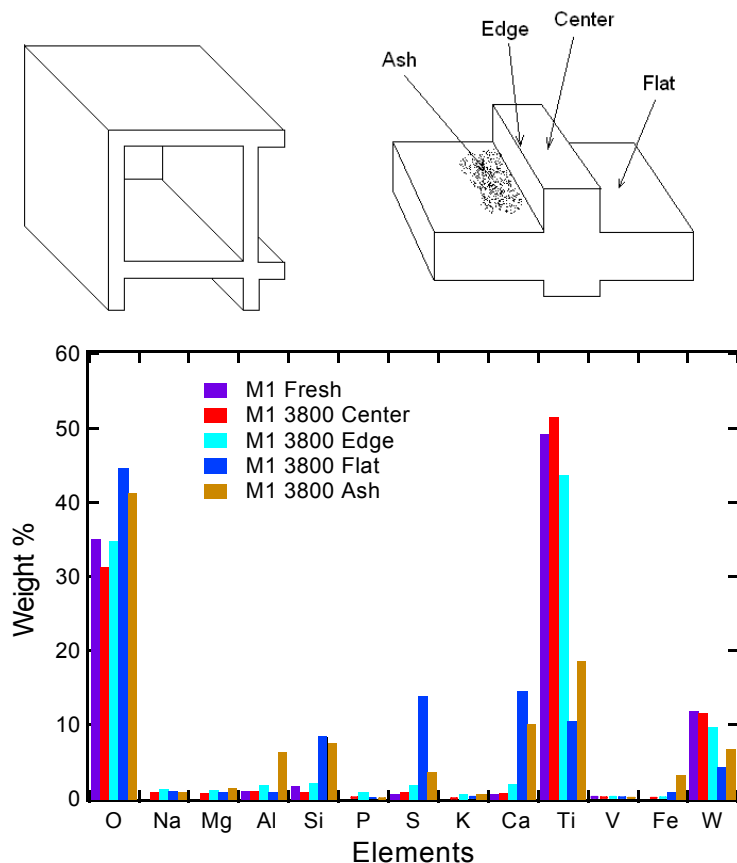 Center
Edge
Ash
Flat
60
50
40
30
20
10
0
Weight %
M1 Fresh
M1 3800 Center
M1 3800 Edge
M1 3800 Flat
M1 3800 Ash
O Na Mg Al Si P S K Ca Ti V Fe W
Elements